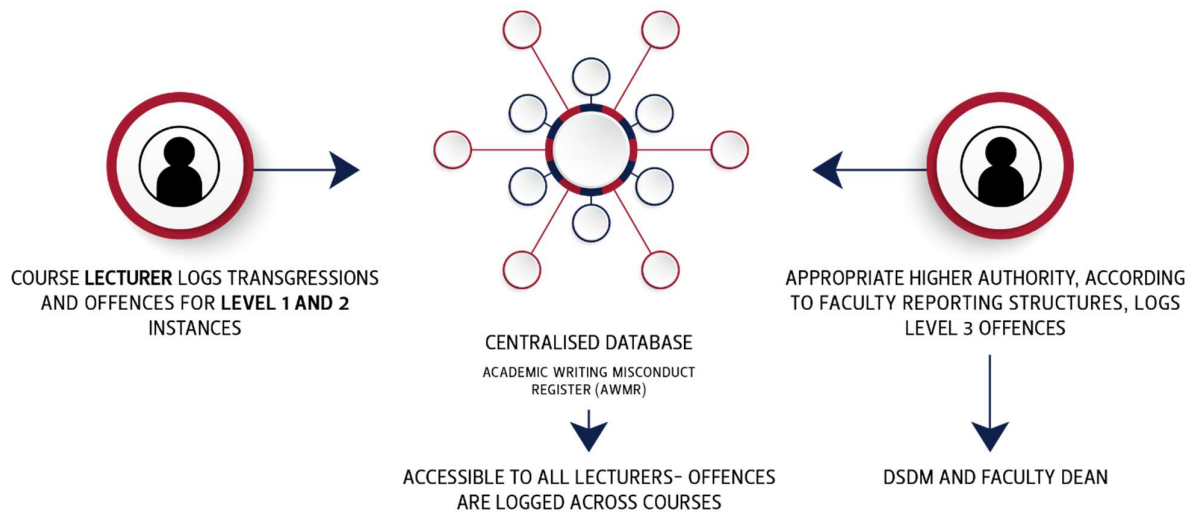 COURSE LECTURER LOGS TRANSGRESSIONS
AND OFFENCES FOR LEVEL 1 AND 2
INSTANCES
CENTRALISED DATABASE
ACADEMIC WRITING MISCONDUCT
REGISTER (AWMR)
ACCESSIBLE TO ALL LECTURERS- OFFENCES
ARE LOGGED ACROSS COURSES
APPROPRIATE HIGHER AUTHORITY, ACCORDING
TO FACULTY REPORTING STRUCTURES, LOGS
LEVEL 3 OFFENCES
DSDM AND FACULTY DEAN